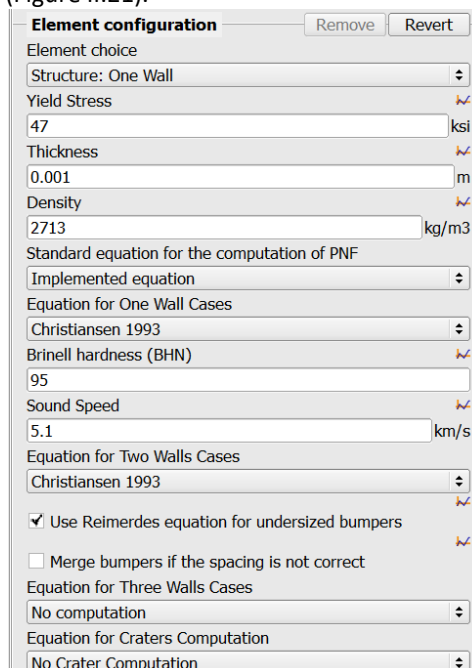 (Figure III.21).
Element configuration Remove Revert
Element choice
Structure: One Wall
Yield Stress
47 ksi
Thickness
0.001 m
Density
2713 kg/m3
Standard equation for the computation of PNF
Implemented equation
Equation for One Wall Cases
Christiansen 1993
Brinell hardness (BHN)
95
Sound Speed
5.1 km/s
Equation for Two Walls Cases
Christiansen 1993
Use Reimerdes equation for undersized bumpers
Merge bumpers if the spacing is not correct
Equation for Three Walls Cases
No computation
Equation for Craters Computation
No Crater Computation